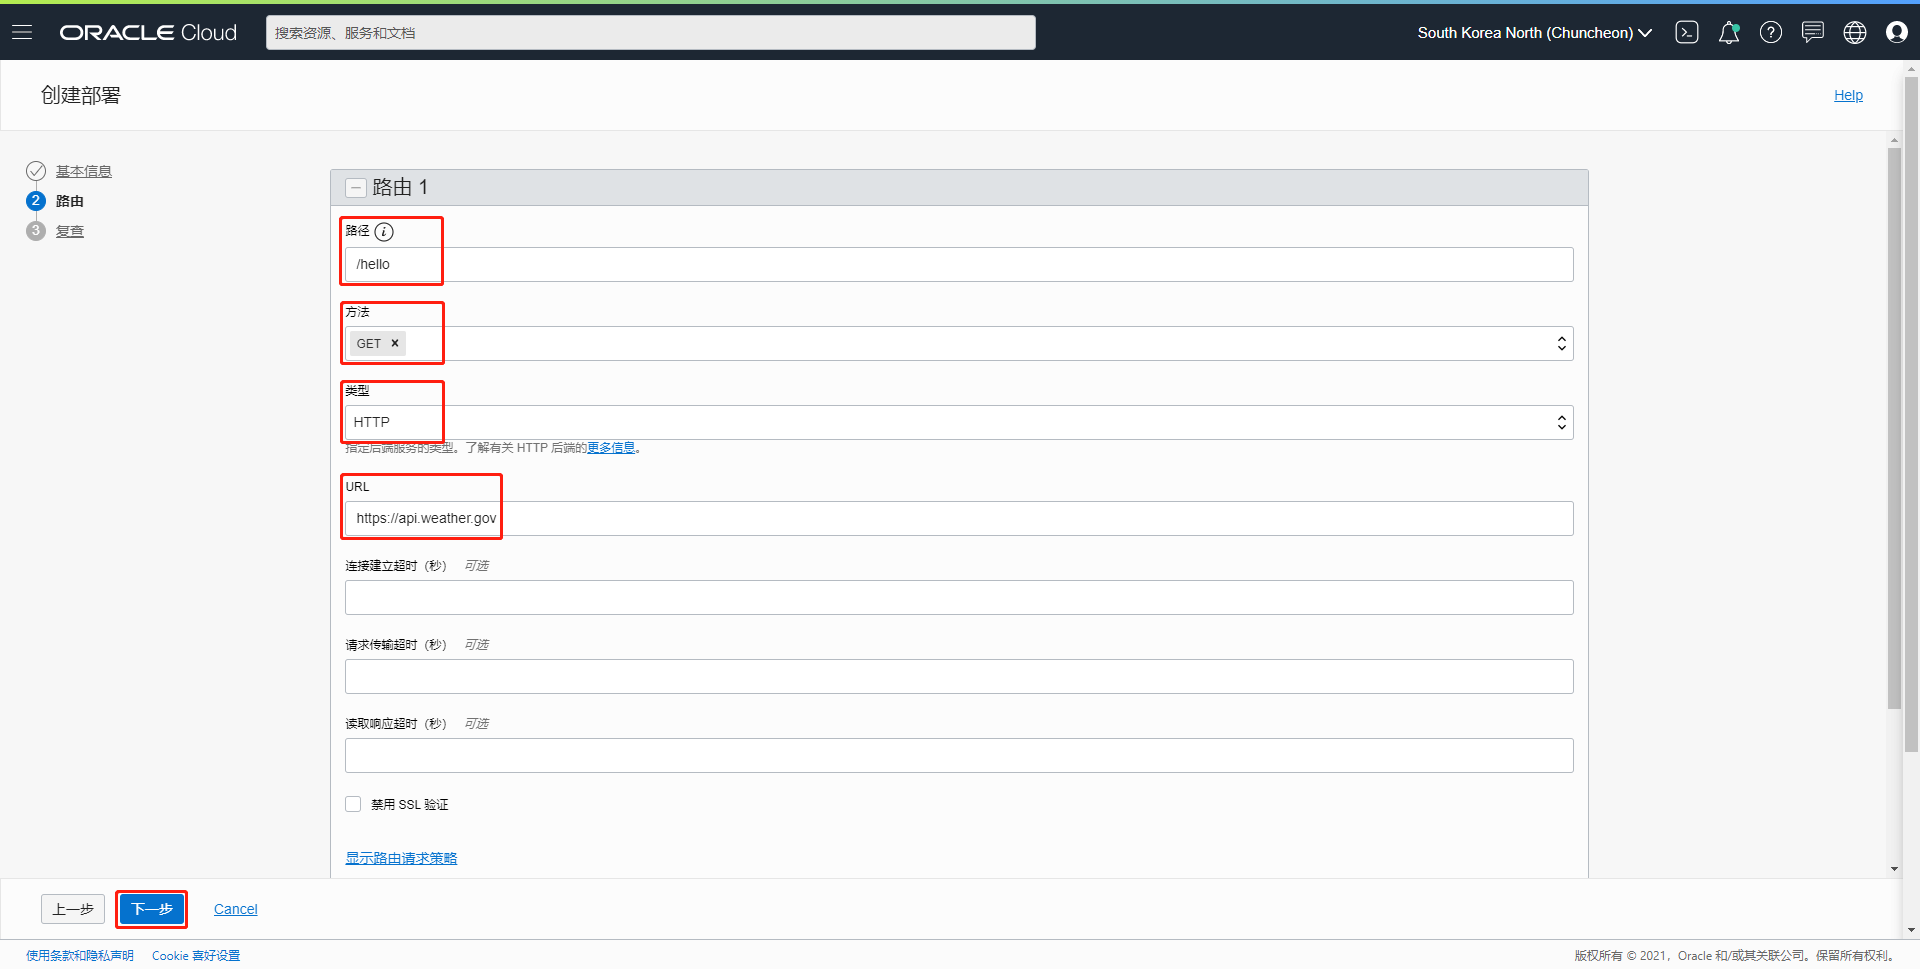 ORACLE Cloud
搜索资源、服务和文档
South Korea North (Chuncheon)
创建部署
Help
基本信息
2 路由
3 复查
路由 1
路径
/hello
方法
GET ×
类型
HTTP
指定后端服务的类型。了解有关 HTTP 后端的更多信息。
URL
https://api.weather.gov
连接建立超时（秒） 可选
请求传输超时（秒） 可选
读取响应超时（秒） 可选
禁用 SSL 验证
显示路由请求策略
上一步 下一步 Cancel
使用条款和隐私声明 Cookie 喜好设置
版权所有 © 2021，Oracle 和/或其关联公司。保留所有权利。